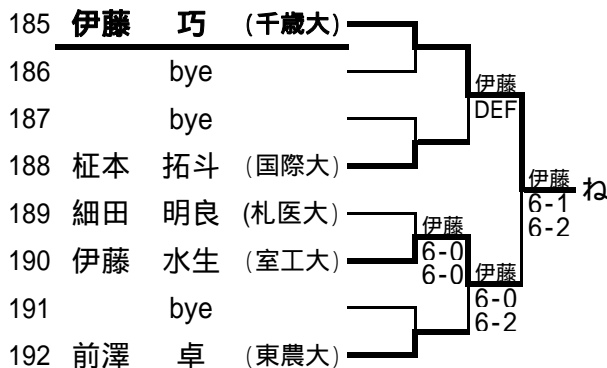 185 伊藤 巧 (千歳大)
186 bye
伊藤
DEF
187 bye
188 柾本 拓斗 (国際大)
伊藤
6-1
6-2
ね
189 細田 明良 (札医大)
伊藤
6-0
6-0
190 伊藤 水生 (室工大)
伊藤
6-0
6-2
191 bye
192 前澤 卓 (東農大)